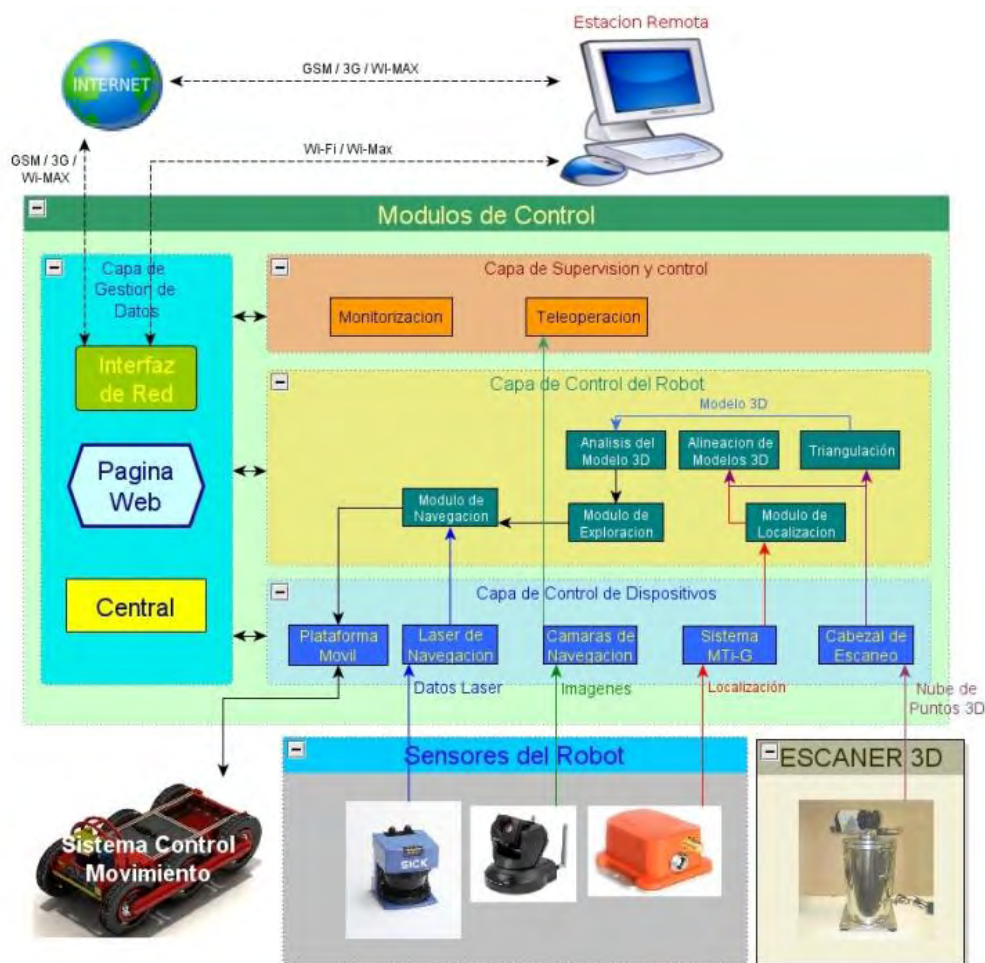 Estacion Remota
INTERNET
GSM / 3G / WI-MAX
GSM / 3G /
Wi-MAX
Wi-Fi / Wi-Max
Modulos de Control
Capa de
Gestion de
Datos
Interfaz
de Red
Pagina
Web
Central
Capa de Supervision y control
Monitorizacion
Teleoperacion
Capa de Control del Robot
Modelo 3D
Analisis del
Modelo 3D
Alineacion de
Modelos 3D
Triangulación
Modulo de
Navegacion
Modulo de
Exploracion
Modulo de
Localizacion
Capa de Control de Dispositivos
Plataforma
Movil
Laser de
Navegacion
Camaras de
Navegacion
Sistema
MTi-G
Cabezal de
Escaneo
Datos Laser
Imagenes
Localización
Nube de
Puntos 3D
Sensores del Robot
SICK
ESCANER 3D
Sistema Control
Movimiento